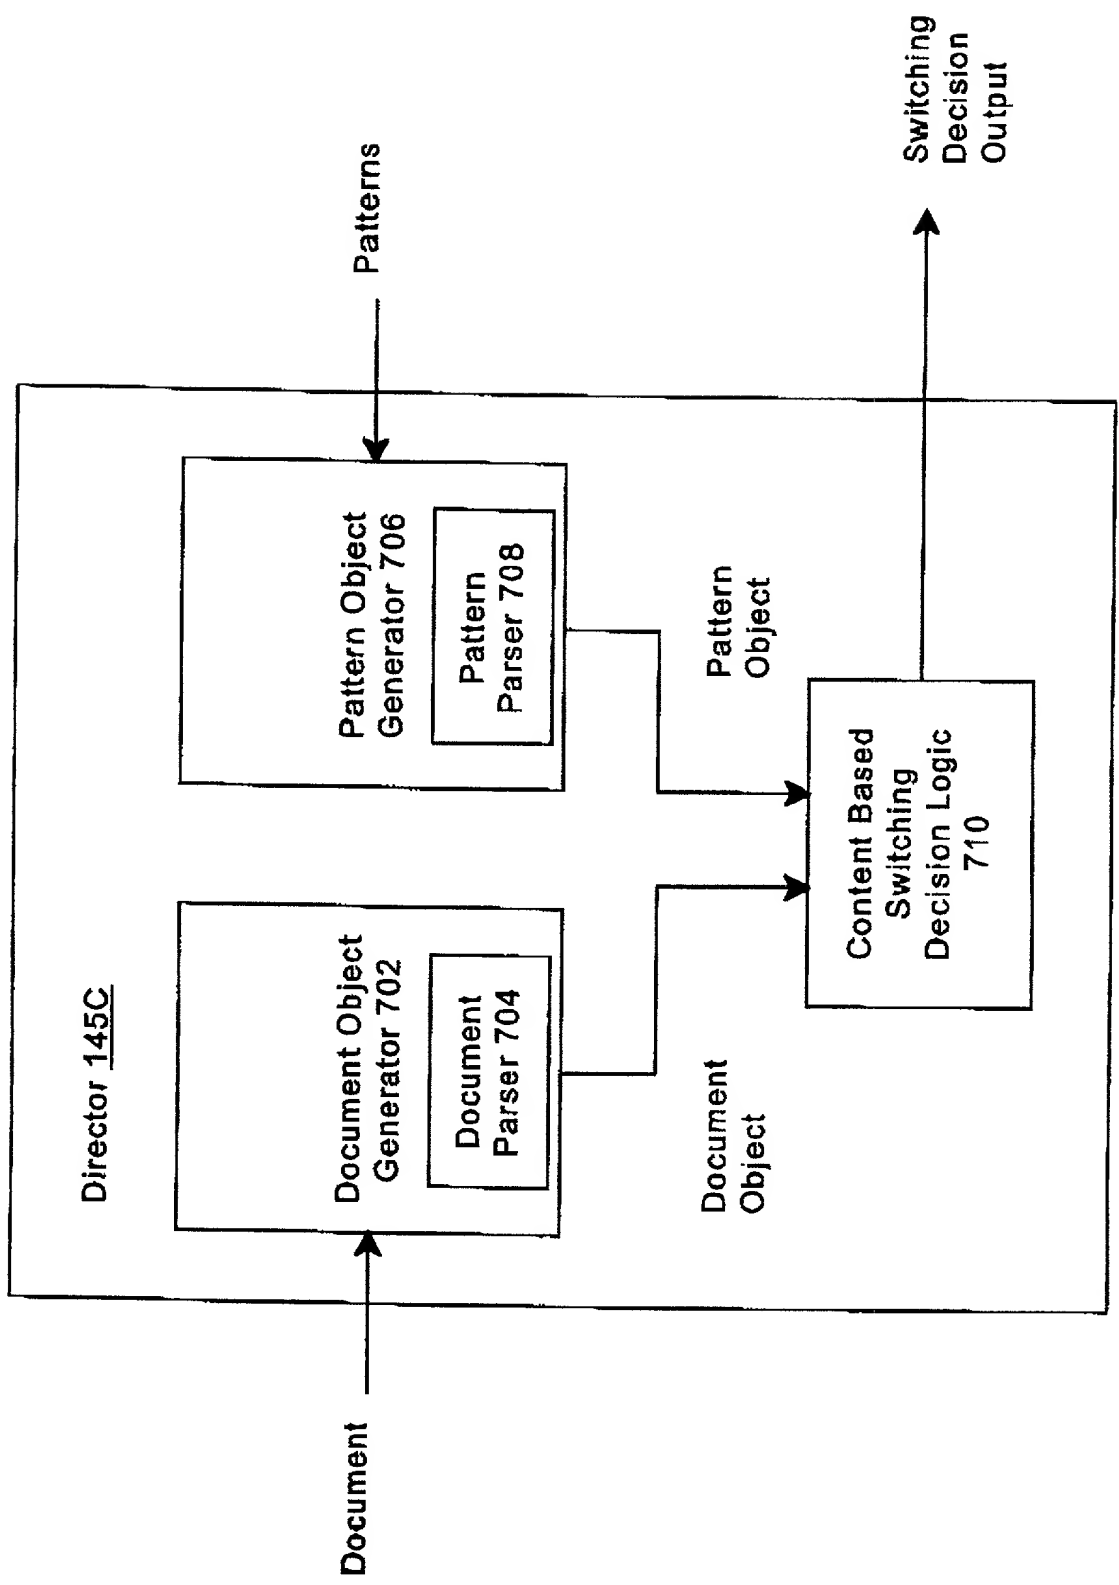 Director 145C
Document
Document Object
Generator 702
Document
Parser 704
Pattern Object
Generator 706
Pattern
Parser 708
Patterns
Document
Object
Pattern
Object
Content Based
Switching
Decision Logic
710
Switching
Decision
Output